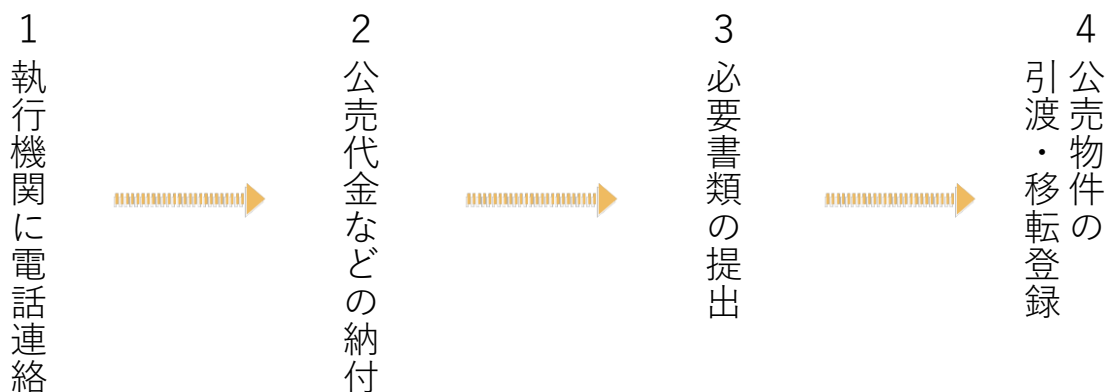 1
執行機関に電話連絡
2
公売代金などの納付
3
必要書類の提出
4
公売物件の
引渡・移転登録